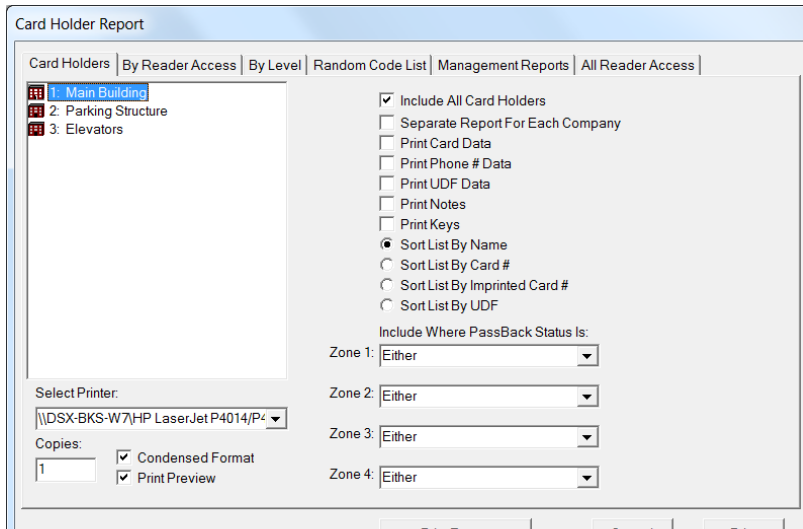 Card Holder Report
Card Holders By Reader Access By Level Random Code List Management Reports All Reader Access
1: Main Building
2: Parking Structure
3: Elevators
Include All Card Holders
Separate Report For Each Company
Print Card Data
Print Phone # Data
Print UDF Data
Print Notes
Print Keys
Sort List By Name
Sort List By Card #
Sort List By Imprinted Card #
Sort List By UDF
Include Where PassBack Status Is:
Zone 1: Either
Zone 2: Either
Zone 3: Either
Zone 4: Either
Select Printer:
\\DSX-BKS-W7\HP LaserJet P4014/P4
Copies:
1
Condensed Format
Print Preview